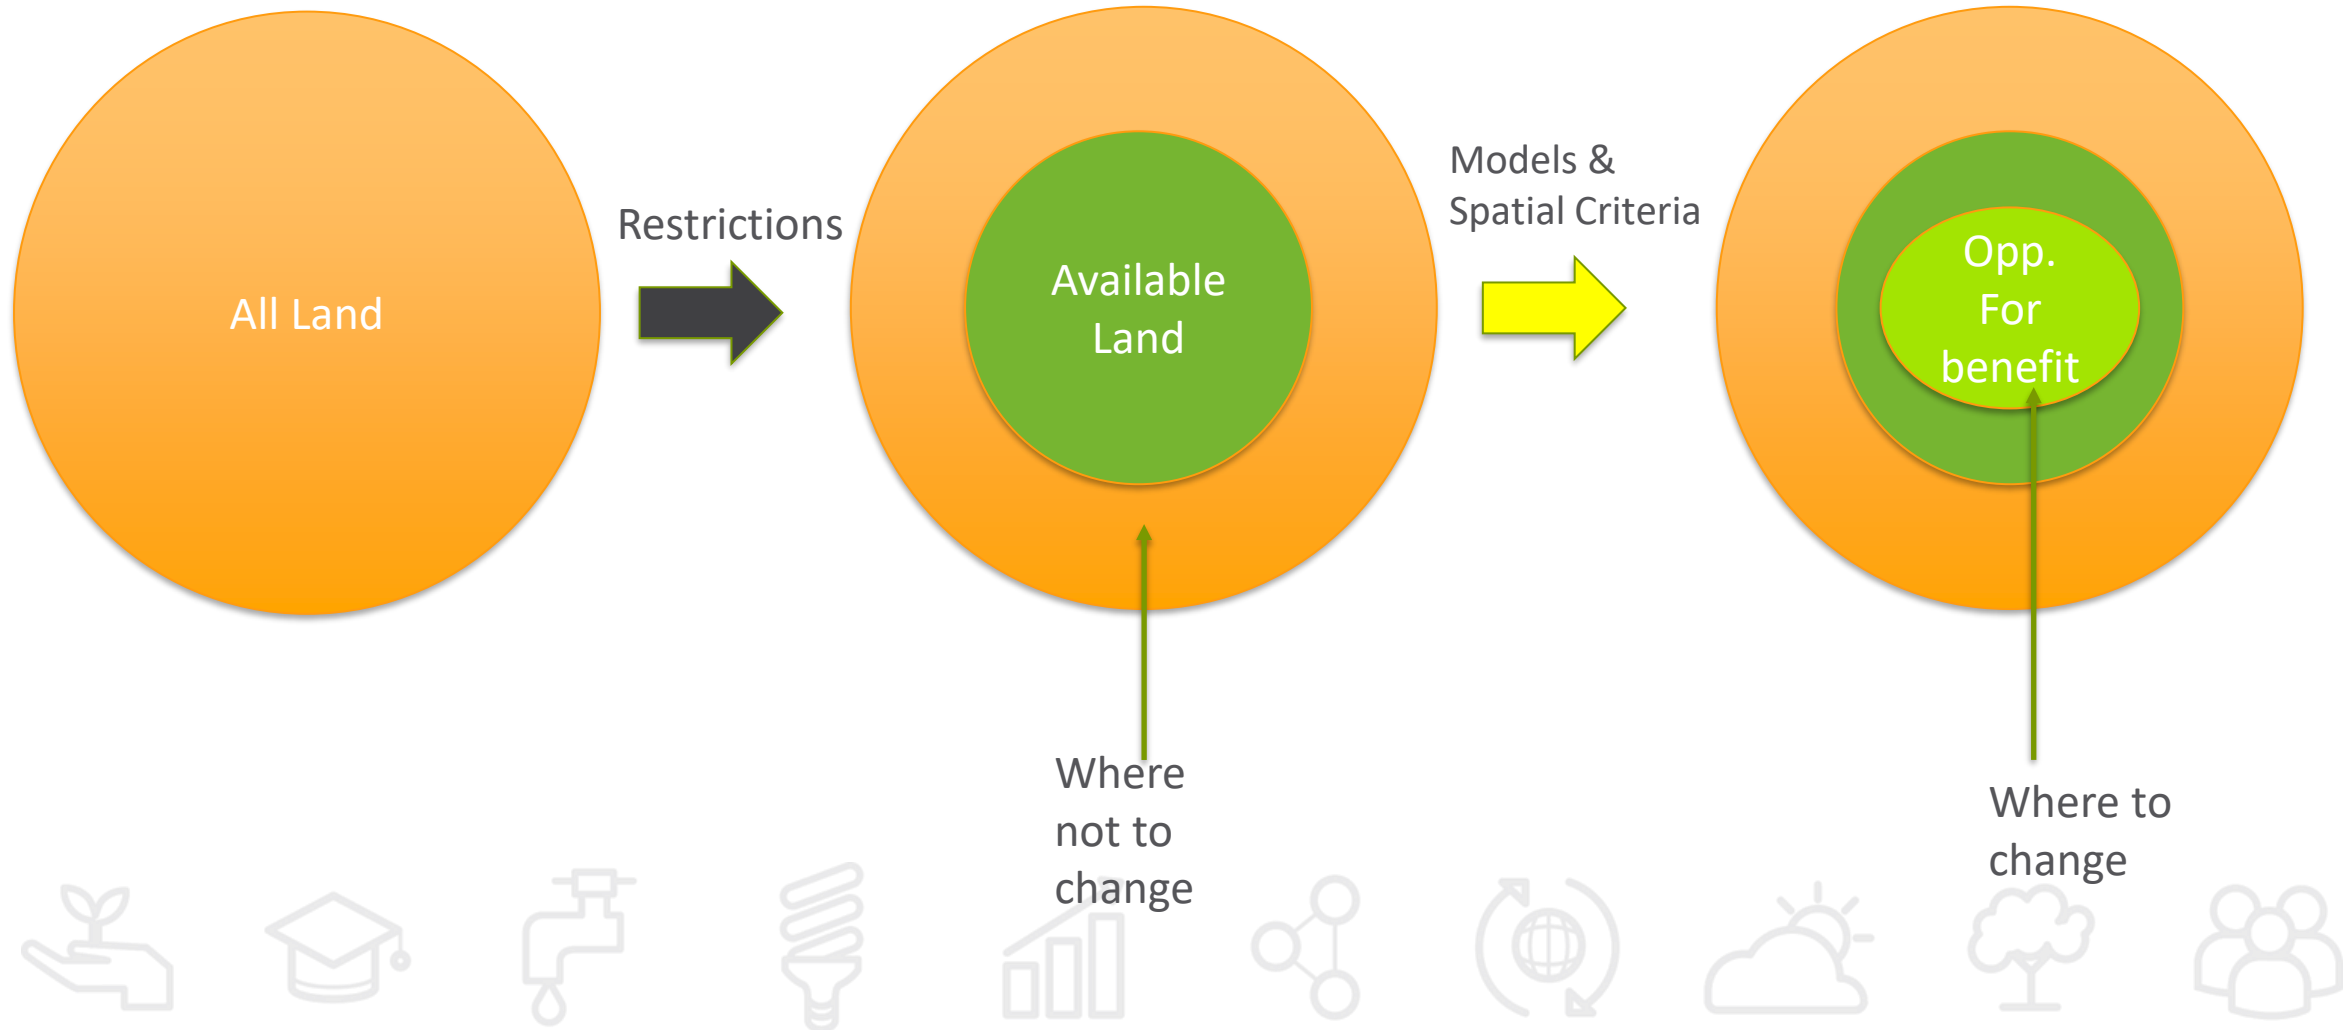 All Land
Restrictions
Available
Land
Where
not to
change
Models &
Spatial Criteria
Opp.
For
benefit
Where to
change